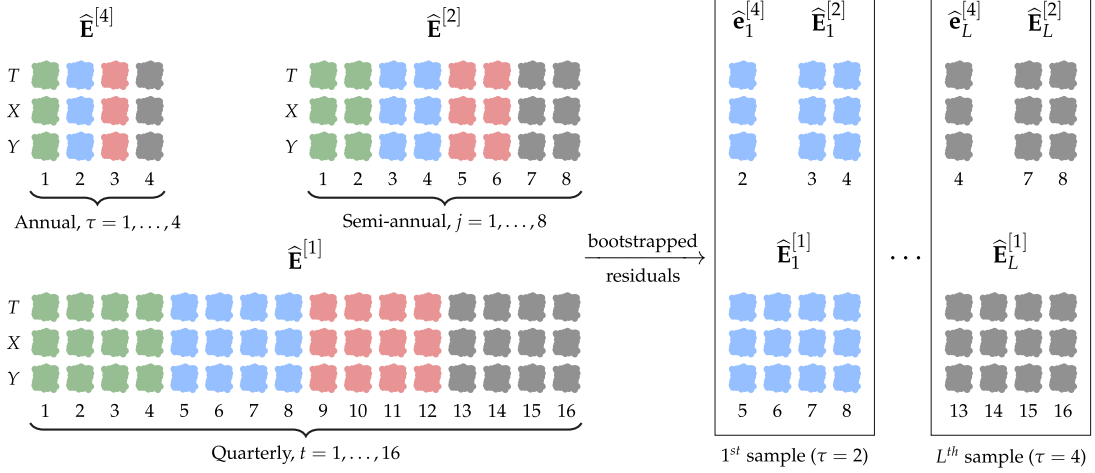 Ê^[4]
T
X
Y
1 2 3 4
Annual, τ = 1, . . . , 4
Ê^[2]
T
X
Y
1 2 3 4 5 6 7 8
Semi-annual, j = 1, . . . , 8
Ê^[1]
T
X
Y
1 2 3 4 5 6 7 8 9 10 11 12 13 14 15 16
Quarterly, t = 1, . . . , 16
bootstrapped
residuals
ê_1^[4] Ê_1^[2]
2 3 4
Ê_1^[1]
5 6 7 8
1^st sample (τ = 2)
. . .
ê_L^[4] Ê_L^[2]
4 7 8
Ê_L^[1]
13 14 15 16
L^th sample (τ = 4)